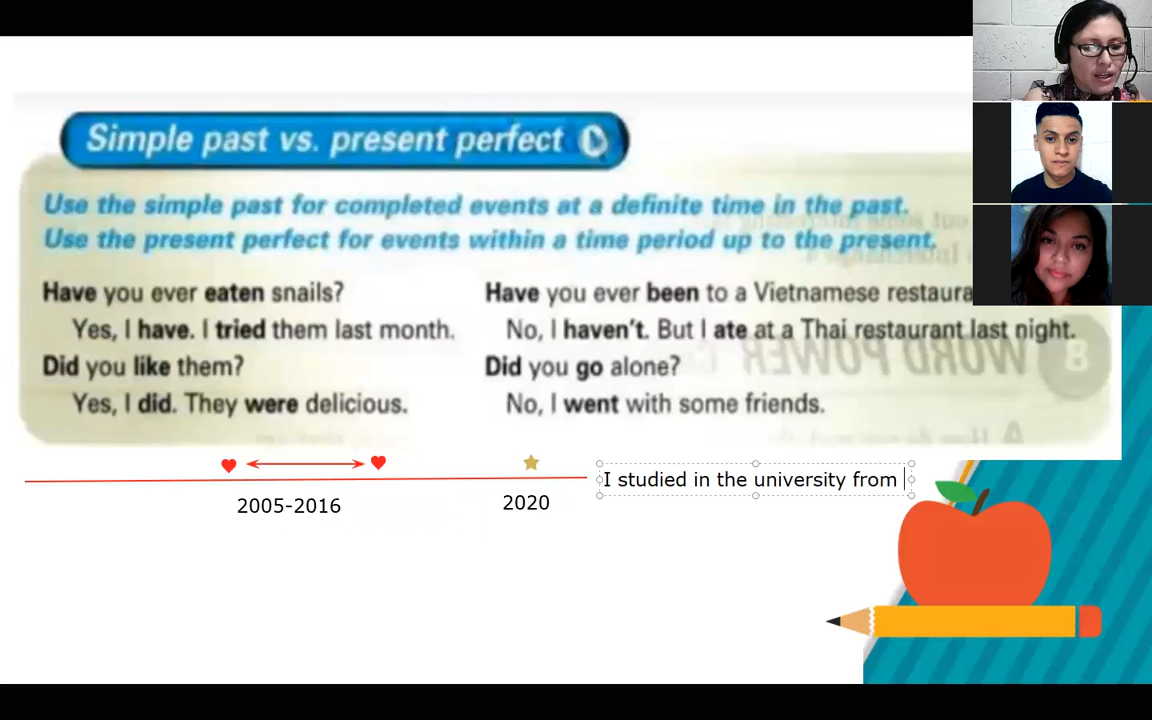 Simple past vs. present perfect
Use the simple past for completed events at a definite time in the past.
Use the present perfect for events within a time period up to the present.
Have you ever eaten snails?
Yes, I have. I tried them last month.
Did you like them?
Yes, I did. They were delicious.
Have you ever been to a Vietnamese restaura
No, I haven't. But I ate at a Thai restaurant last night.
Did you go alone?
No, I went with some friends.
8 WORD POWER
2005-2016
2020
I studied in the university from